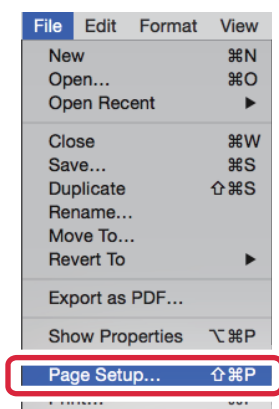 File Edit Format View
New ⌘N
Open... ⌘O
Open Recent ▶
Close ⌘W
Save... ⌘S
Duplicate ⇧⌘S
Rename...
Move To...
Revert To ▶
Export as PDF...
Show Properties ⌥⌘P
Page Setup... ⇧⌘P